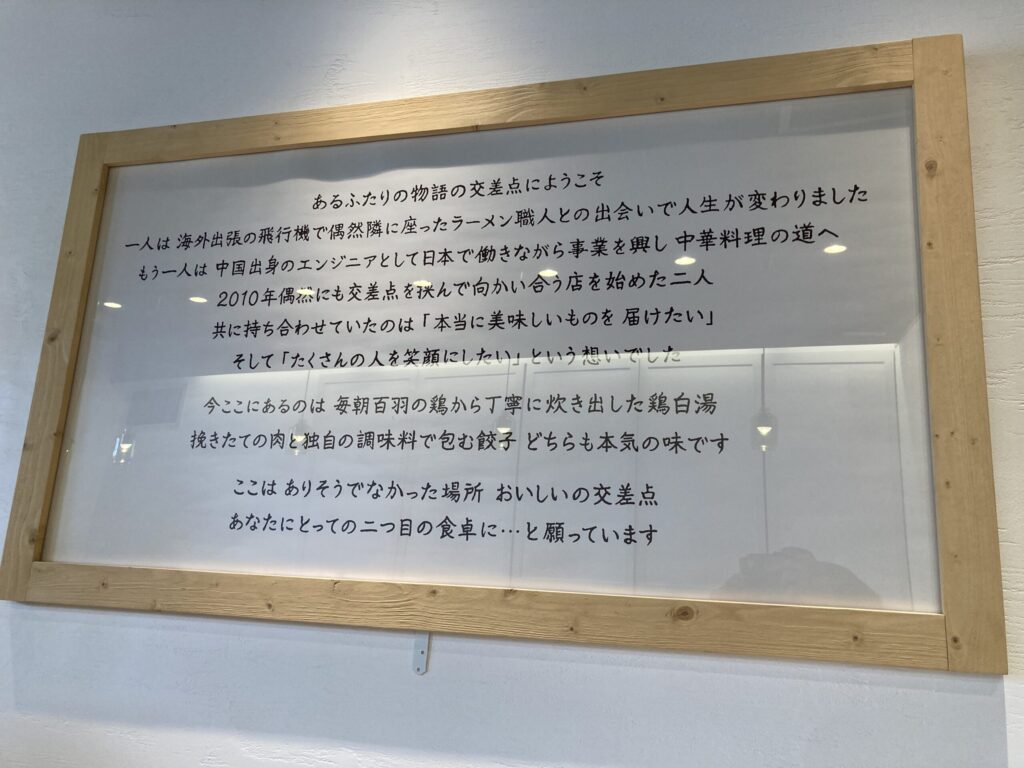 あるふたりの物語の交差点にようこそ
一人は 海外出張の飛行機で偶然隣に座ったラーメン職人との出会いで人生が変わりました
もう一人は 中国出身のエンジニアとして日本で働きながら事業を興し 中華料理の道へ
2010年偶然にも交差点を挟んで向かい合う店を始めた二人
共に持ち合わせていたのは「本当に美味しいものを 届けたい」
そして「たくさんの人を笑顔にしたい」という想いでした
今ここにあるのは 毎朝百羽の鶏から丁寧に炊き出した鶏白湯
挽きたての肉と独自の調味料で包む餃子 どちらも本気の味です
ここは ありそうでなかった場所 おいしいの交差点
あなたにとっての二つ目の食卓に…と願っています